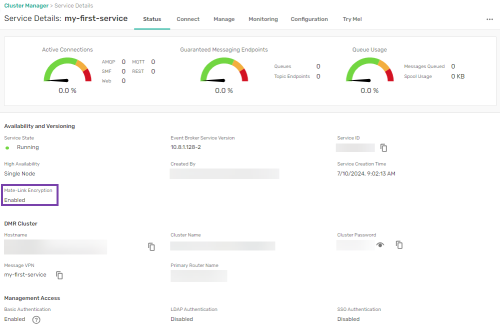 Cluster Manager > Service Details
Service Details: my-first-service
Status Connect Manage Monitoring Configuration Try Me!
Active Connections Guaranteed Messaging Endpoints Queue Usage
AMQP 0 MQTT 0
SMF 0 REST 0
Web 0
Queues 0
Topic Endpoints 0
Messages Queued 0
Spool Usage 0 KB
0.0 % 0.0 % 0.0 %
Availability and Versioning
Service State Event Broker Service Version Service ID
Running 10.8.1.128-2
High Availability Created By Service Creation Time
Single Node 7/10/2024, 9:02:13 AM
Mate-Link Encryption
Enabled
DMR Cluster
Hostname Cluster Name Cluster Password
Message VPN Primary Router Name
my-first-service
Management Access
Basic Authentication LDAP Authentication SSO Authentication
Enabled Disabled Disabled